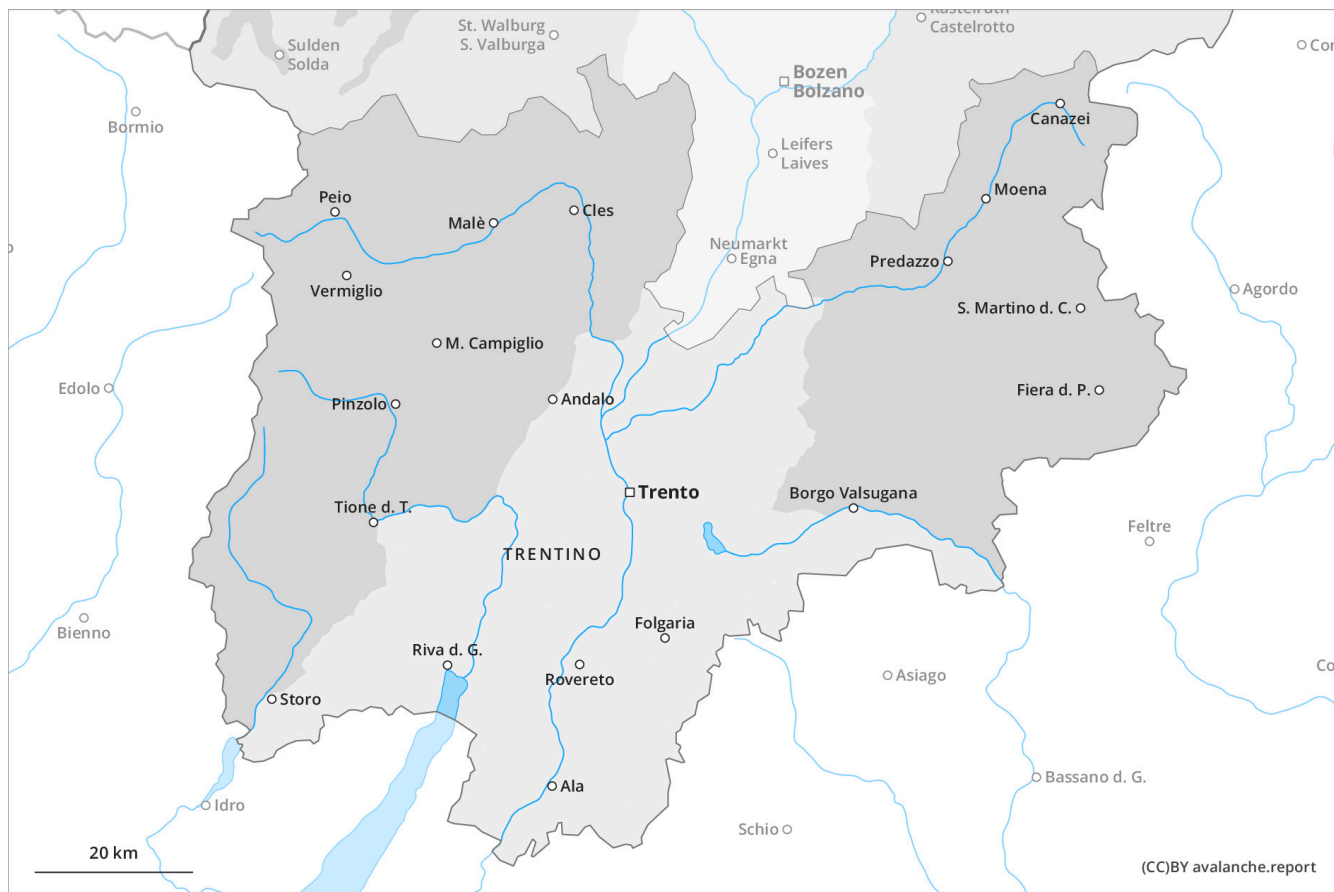 Kastelruth
Castelrotto
St. Walburg
S. Valburga
Sulden
Solda
Bozen
Bolzano
Bormio
Canazei
Leifers
Laives
Peio
Malè
Cles
Moena
Neumarkt
Egna
Predazzo
Vermiglio
Agordo
S. Martino d. C.
M. Campiglio
Edolo
Pinzolo
Andalo
Fiera d. P.
Trento
Borgo Valsugana
Tione d. T.
Feltre
TRENTINO
Bienno
Folgaria
Riva d. G.
Rovereto
Asiago
Storo
Bassano d. G.
Ala
Idro
Schio
20 km
(CC)BY avalanche.report